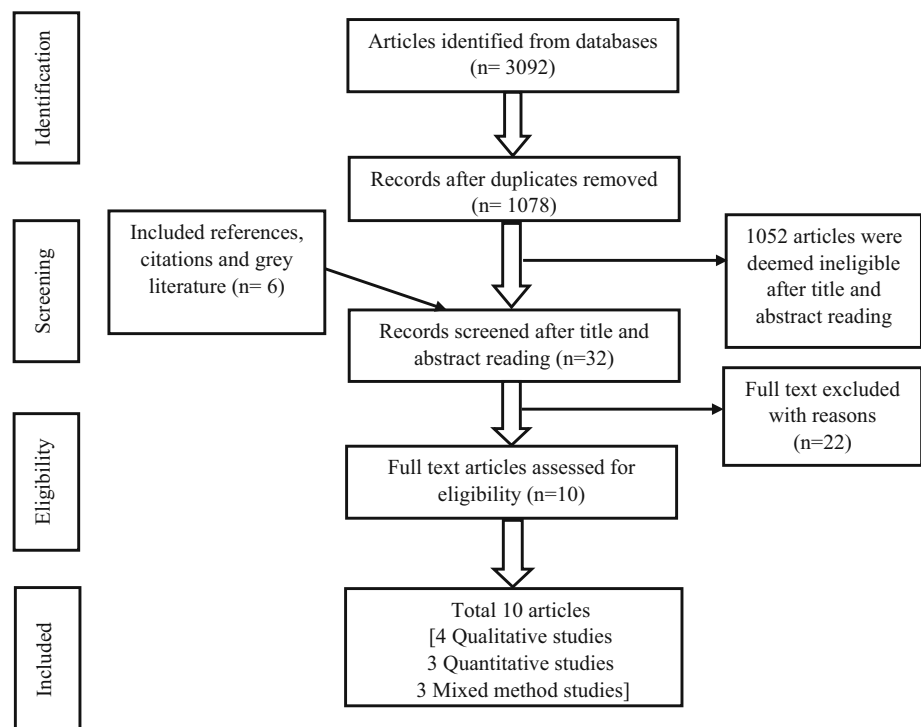 Identification
Articles identified from databases
(n= 3092)
Records after duplicates removed
(n= 1078)
Screening
Included references,
citations and grey
literature (n= 6)
1052 articles were
deemed ineligible
after title and
abstract reading
Records screened after title and
abstract reading (n=32)
Full text excluded
with reasons
(n=22)
Eligibility
Full text articles assessed for
eligibility (n=10)
Included
Total 10 articles
[4 Qualitative studies
3 Quantitative studies
3 Mixed method studies]